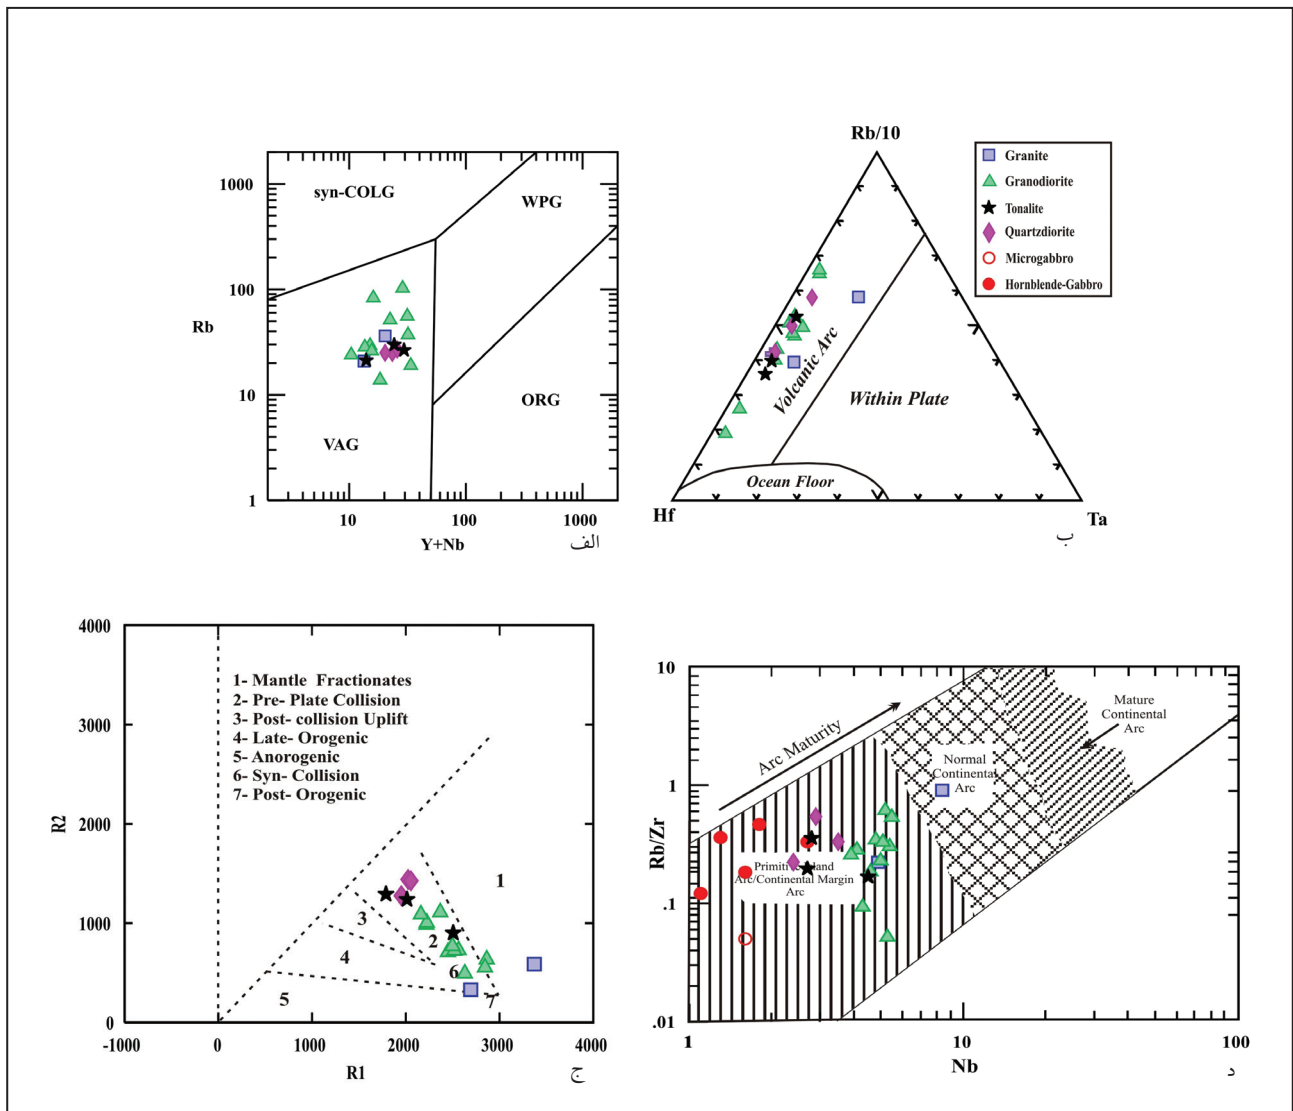 1000
100
10
1
Rb
syn-COLG
WPG
VAG
ORG
10
100
1000
Y+Nb
الف
Rb/10
Volcanic Arc
Within Plate
Ocean Floor
Hf
Ta
ب
Granite
Granodiorite
Tonalite
Quartzdiorite
Microgabbro
Hornblende-Gabbro
4000
3000
2000
1000
0
R2
1- Mantle Fractionates
2- Pre- Plate Collision
3- Post- collision Uplift
4- Late- Orogenic
5- Anorogenic
6- Syn- Collision
7- Post- Orogenic
1
2
3
4
5
6
7
-1000
0
1000
2000
3000
4000
R1
ج
10
1
.1
.01
Rb/Zr
Arc Maturity
Mature
Continental
Arc
Normal
Continental
Arc
Arc/Continental Margin
Arc
1
10
100
Nb
د